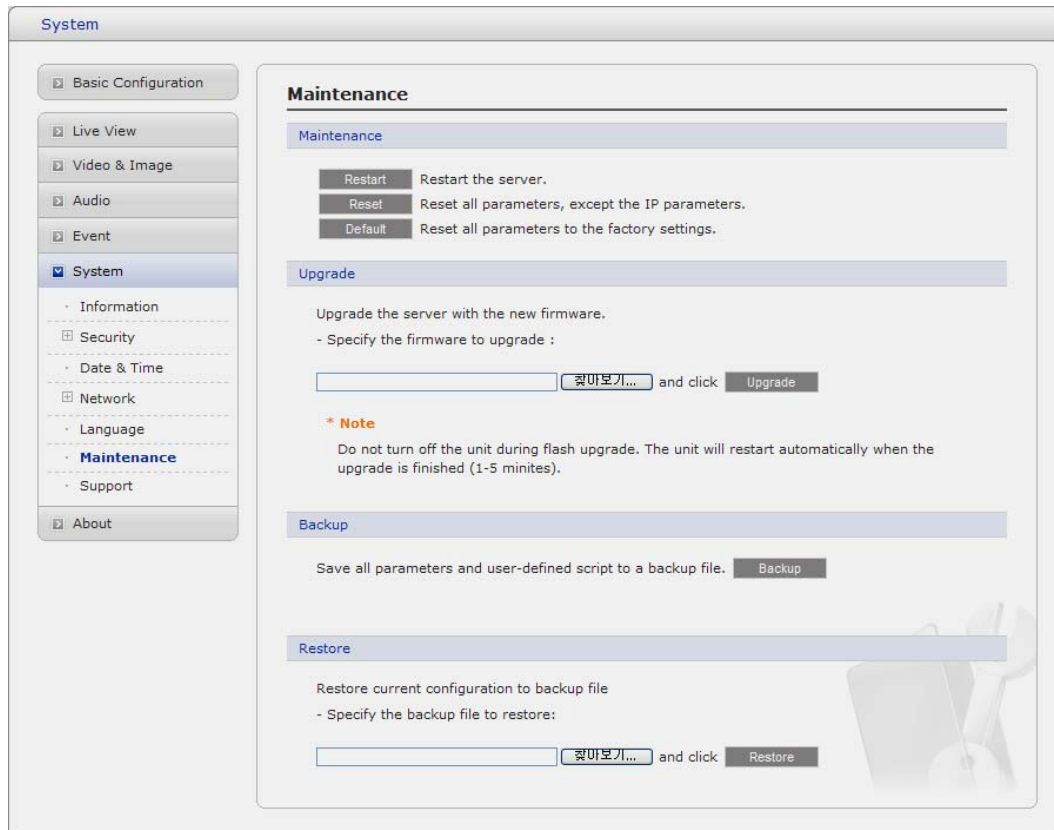 System
Basic Configuration
Live View
Video & Image
Audio
Event
System
· Information
Security
· Date & Time
Network
· Language
· Maintenance
· Support
About
Maintenance
Maintenance
Restart Restart the server.
Reset Reset all parameters, except the IP parameters.
Default Reset all parameters to the factory settings.
Upgrade
Upgrade the server with the new firmware.
- Specify the firmware to upgrade :
찾아보기... and click Upgrade
* Note
Do not turn off the unit during flash upgrade. The unit will restart automatically when the
upgrade is finished (1-5 minites).
Backup
Save all parameters and user-defined script to a backup file. Backup
Restore
Restore current configuration to backup file
- Specify the backup file to restore:
찾아보기... and click Restore